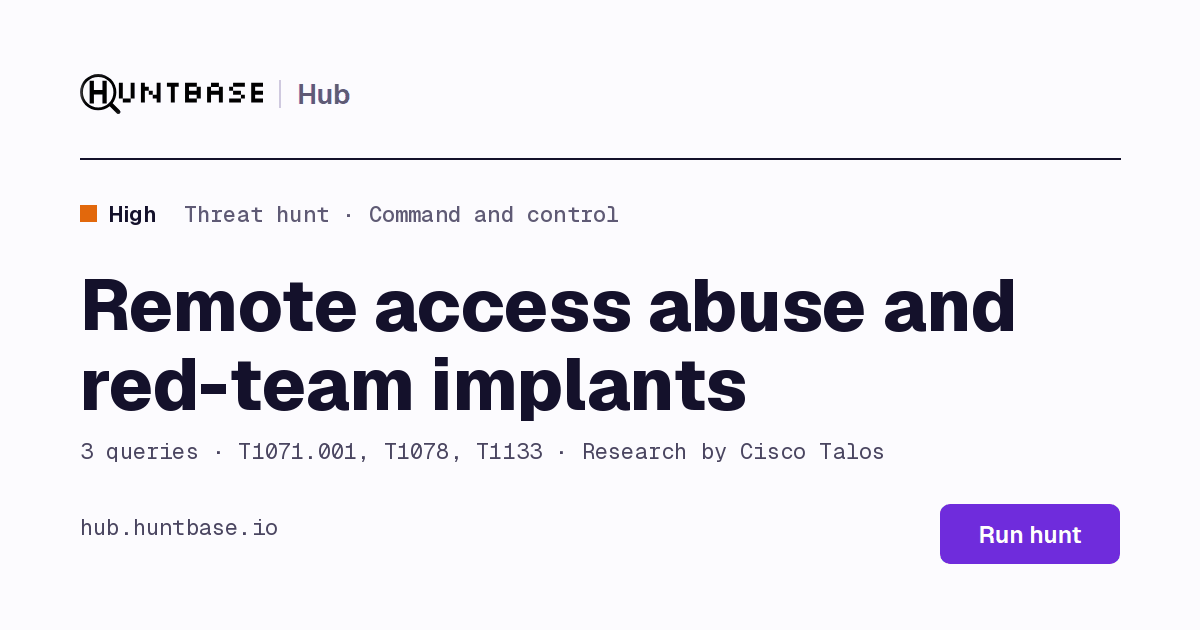 HUNTBASE Hub
High Threat hunt · Command and control
Remote access abuse and
red-team implants
3 queries · T1071.001, T1078, T1133 · Research by Cisco Talos
hub.huntbase.io
Run hunt